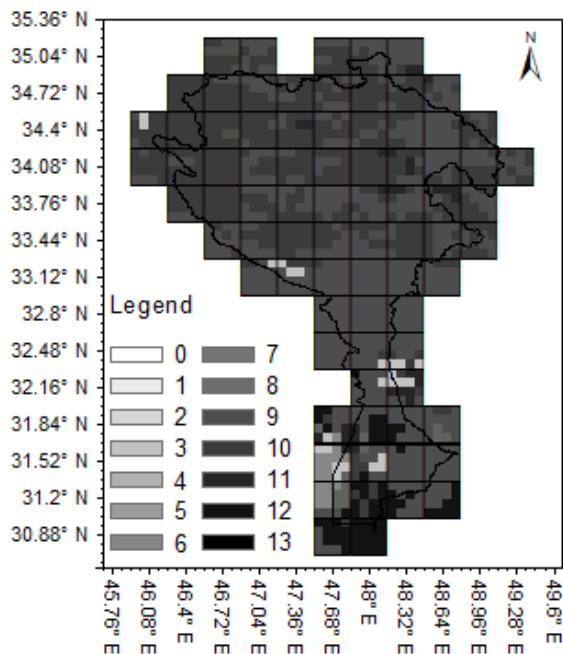 35.36° N
35.04° N
34.72° N
34.4° N
34.08° N
33.76° N
33.44° N
33.12° N
32.8° N
32.48° N
32.16° N
31.84° N
31.52° N
31.2° N
30.88° N
N
Legend
0 7
1 8
2 9
3 10
4 11
5 12
6 13
45.76° E
46.08° E
46.4° E
46.72° E
47.04° E
47.36° E
47.68° E
48° E
48.32° E
48.64° E
48.96° E
49.28° E
49.6° E